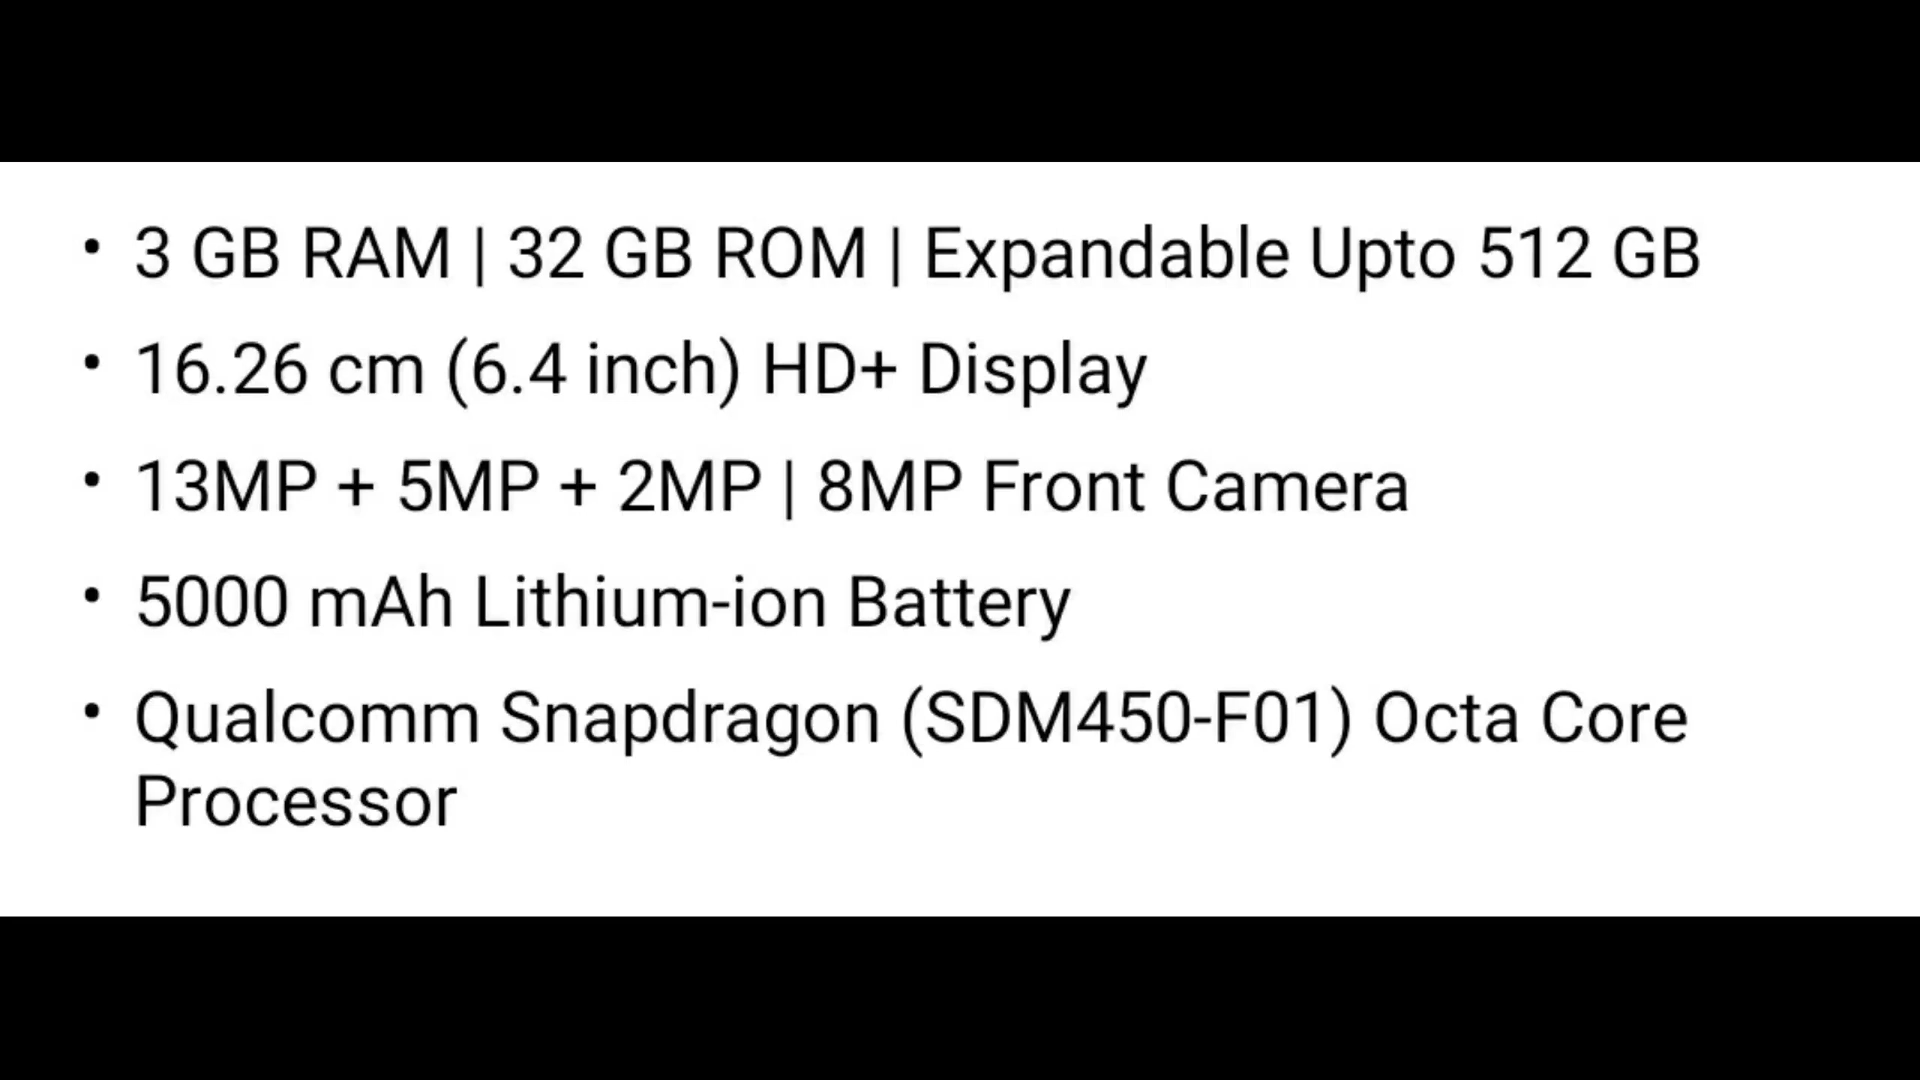 • 3 GB RAM | 32 GB ROM | Expandable Upto 512 GB
• 16.26 cm (6.4 inch) HD+ Display
• 13MP + 5MP + 2MP | 8MP Front Camera
• 5000 mAh Lithium-ion Battery
• Qualcomm Snapdragon (SDM450-F01) Octa Core
Processor